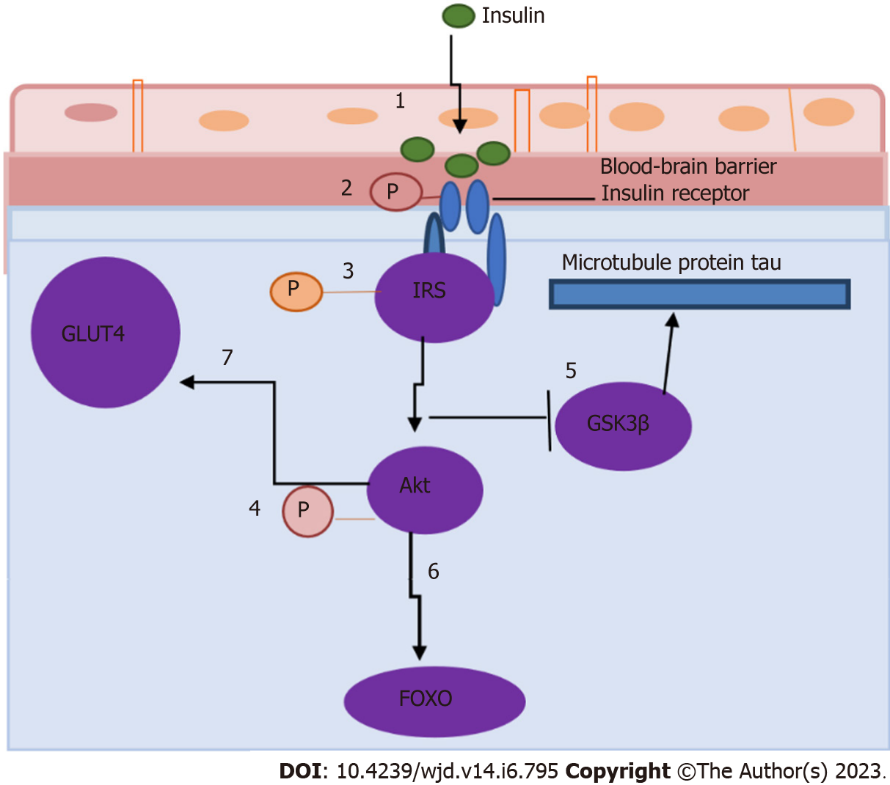 Insulin
1
Blood-brain barrier
2
P
Insulin receptor
Microtubule protein tau
3
P
IRS
GLUT4
7
5
GSK3β
Akt
4
P
6
FOXO
DOI: 10.4239/wjd.v14.i6.795 Copyright ©The Author(s) 2023.